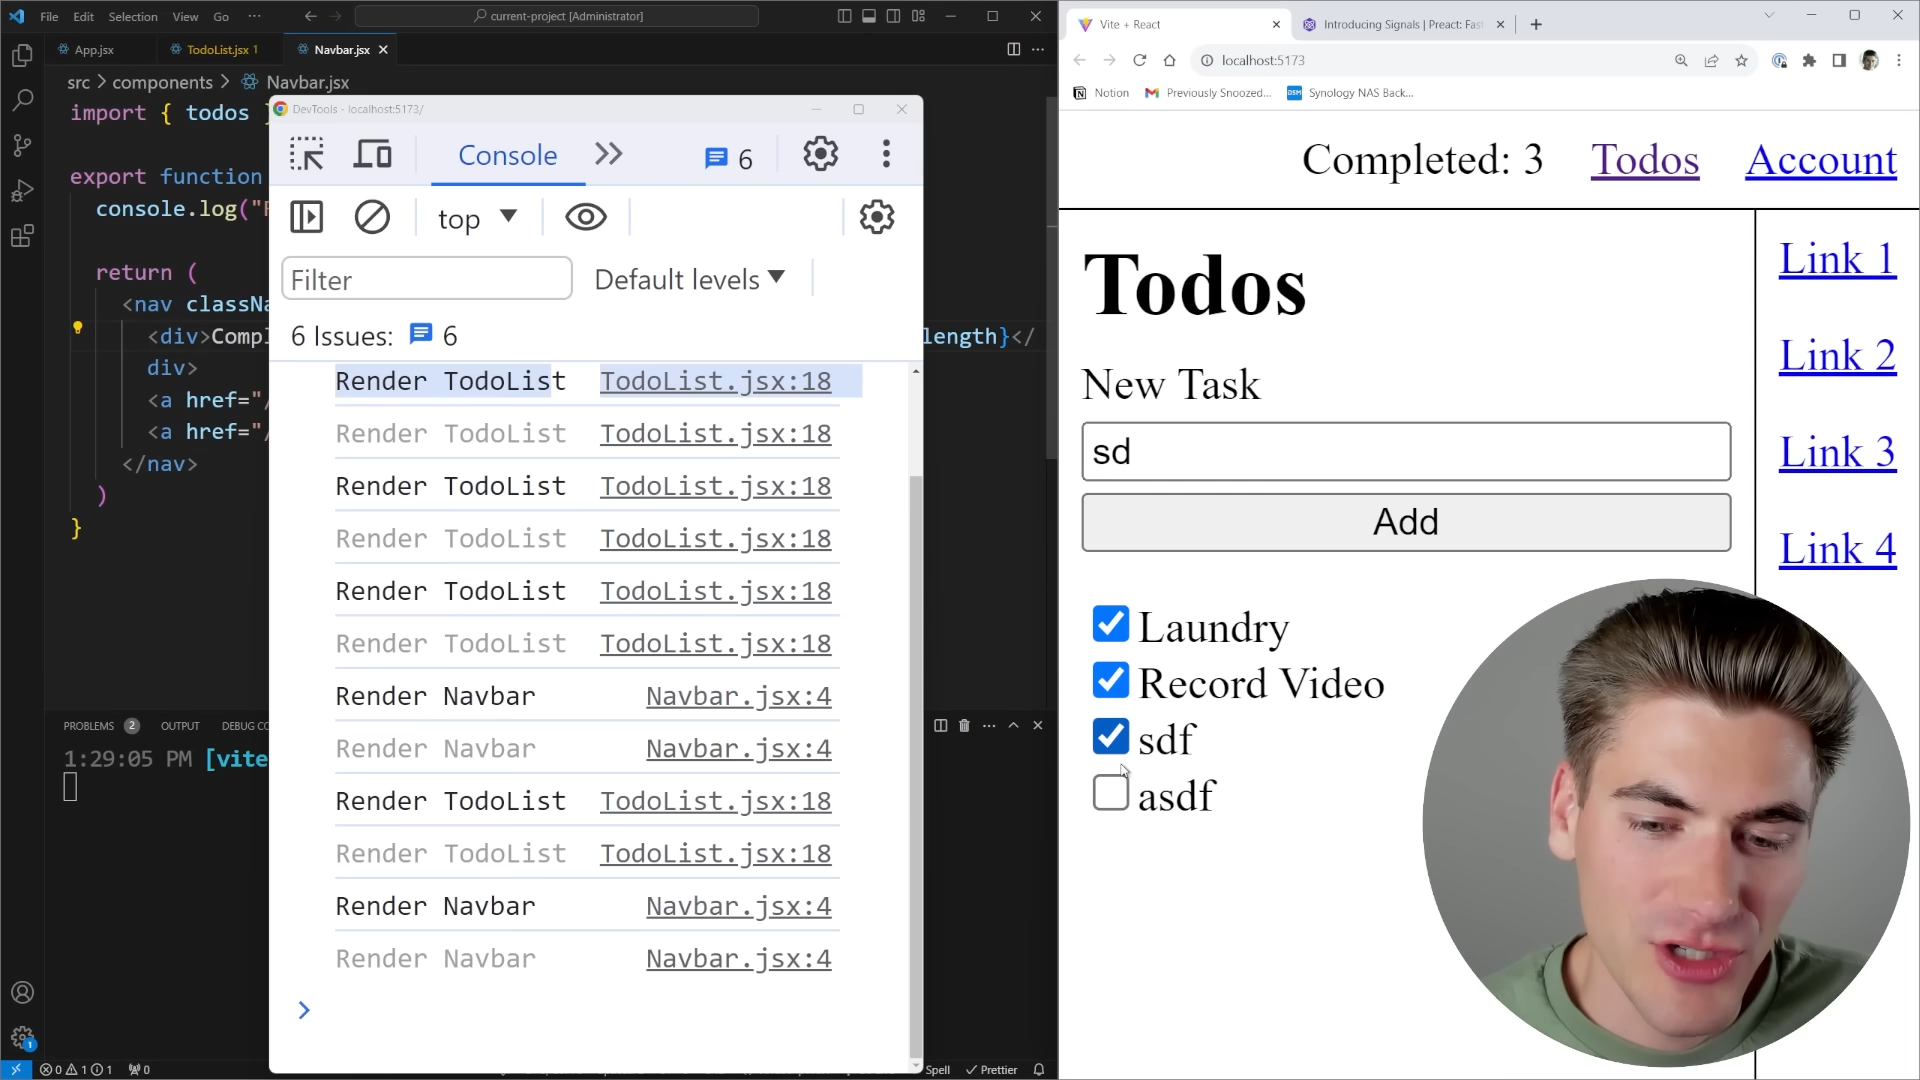 File Edit Selection View Go ··· current-project [Administrator]
App.jsx TodoList.jsx 1 Navbar.jsx
src > components > Navbar.jsx
import { todos }
export function
console.log("
return (
<nav classNa
<div>Compl
length}</
div>
<a href="/
<a href="/
</nav>
)
}
PROBLEMS 2 OUTPUT DEBUG CO
1:29:05 PM [vite
0 1 1 0
Spell Prettier
DevTools - localhost:5173/
Console 6
top
Filter Default levels
6 Issues: 6
Render TodoList TodoList.jsx:18
Render TodoList TodoList.jsx:18
Render TodoList TodoList.jsx:18
Render TodoList TodoList.jsx:18
Render TodoList TodoList.jsx:18
Render TodoList TodoList.jsx:18
Render Navbar Navbar.jsx:4
Render Navbar Navbar.jsx:4
Render TodoList TodoList.jsx:18
Render TodoList TodoList.jsx:18
Render Navbar Navbar.jsx:4
Render Navbar Navbar.jsx:4
>
Vite + React Introducing Signals | Preact: Fas
localhost:5173
Notion Previously Snoozed... Synology NAS Back...
Completed: 3 Todos Account
Todos
New Task
sd
Add
Laundry
Record Video
sdf
asdf
Link 1
Link 2
Link 3
Link 4